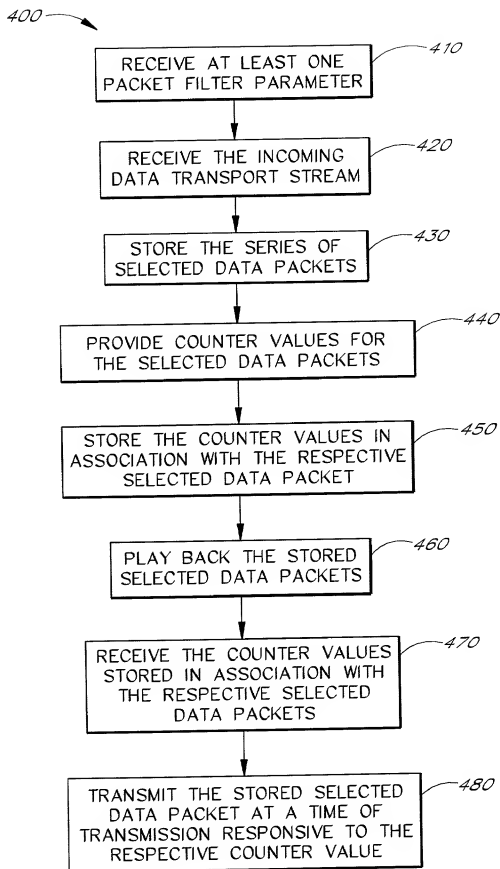 400
RECEIVE AT LEAST ONE
PACKET FILTER PARAMETER
410
RECEIVE THE INCOMING
DATA TRANSPORT STREAM
420
STORE THE SERIES OF
SELECTED DATA PACKETS
430
PROVIDE COUNTER VALUES FOR
THE SELECTED DATA PACKETS
440
STORE THE COUNTER VALUES IN
ASSOCIATION WITH THE RESPECTIVE
SELECTED DATA PACKET
450
PLAY BACK THE STORED
SELECTED DATA PACKETS
460
RECEIVE THE COUNTER VALUES
STORED IN ASSOCIATION WITH
THE RESPECTIVE SELECTED
DATA PACKETS
470
TRANSMIT THE STORED SELECTED
DATA PACKET AT A TIME OF
TRANSMISSION RESPONSIVE TO THE
RESPECTIVE COUNTER VALUE
480